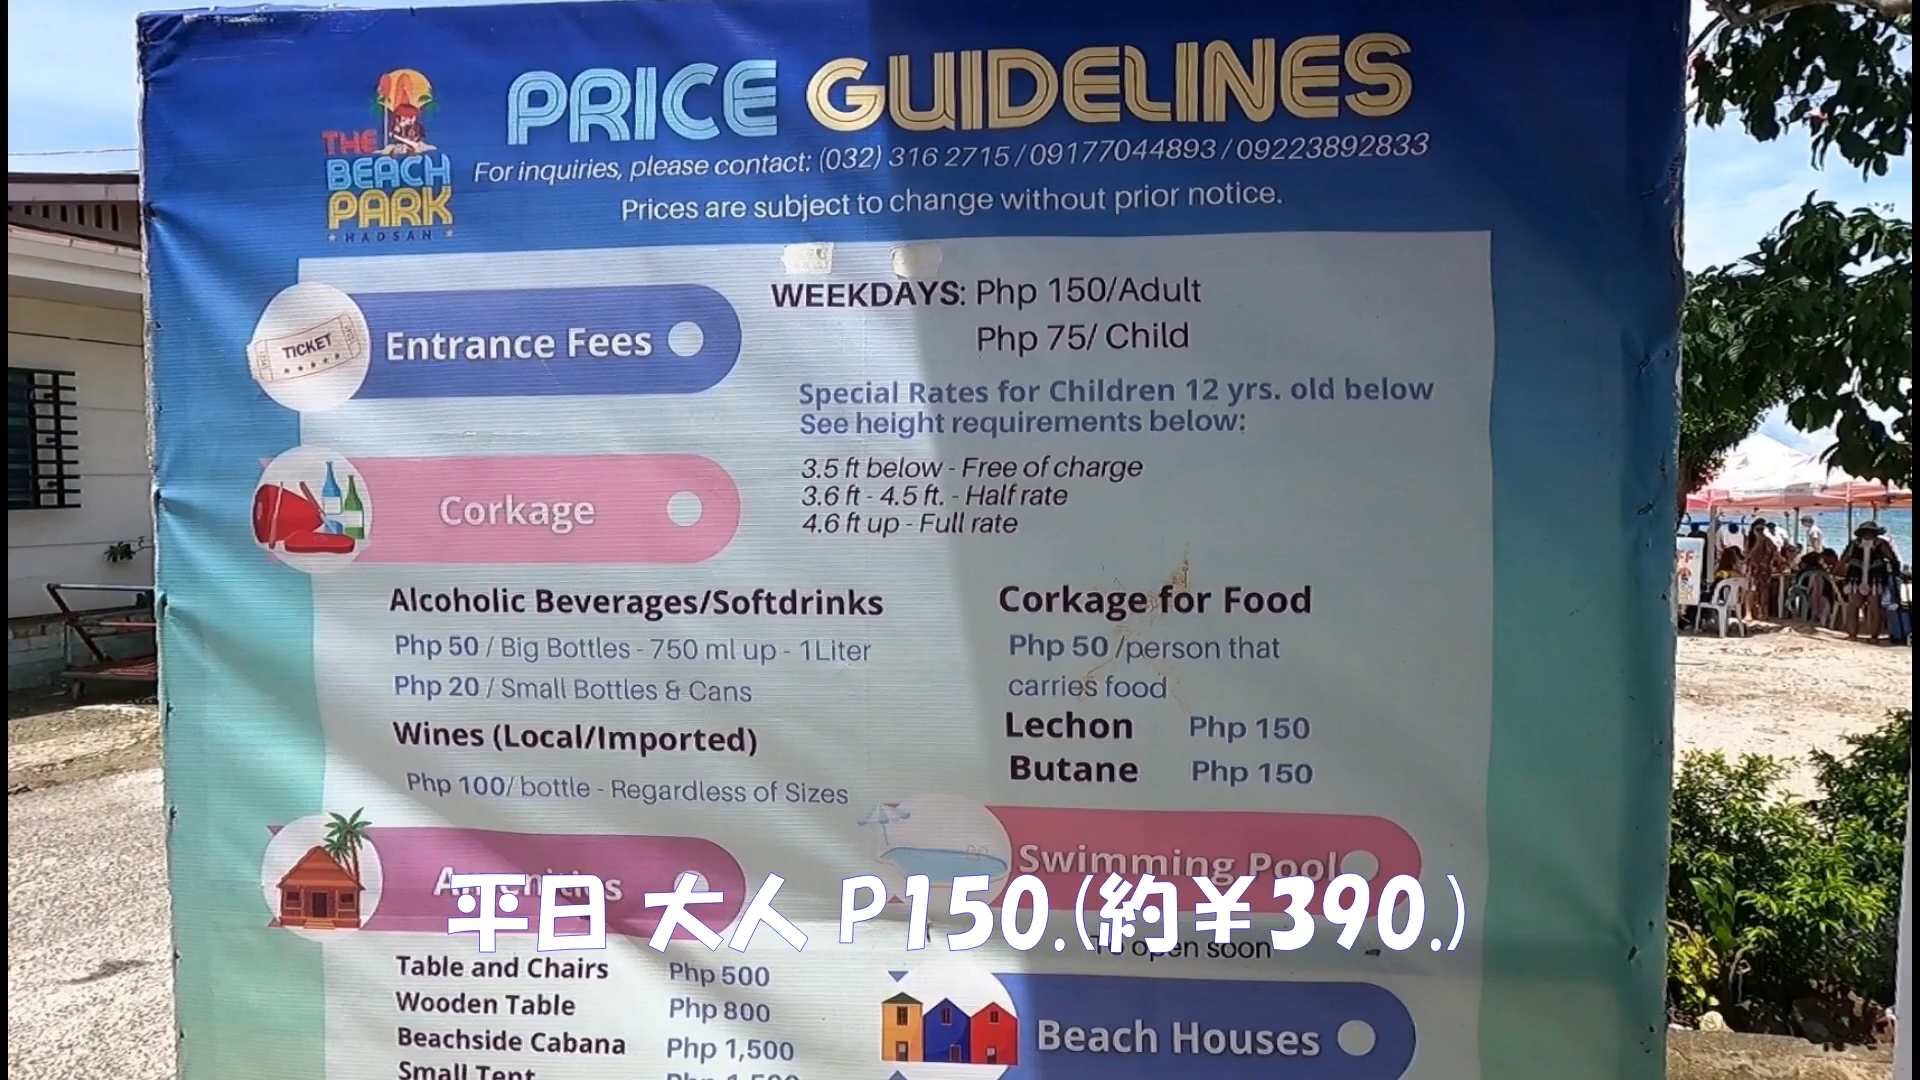 PRICE GUIDELINES
THE
BEACH
PARK
HADSAN
For inquiries, please contact: (032) 316 2715 / 09177044893 / 09223892833
Prices are subject to change without prior notice.
TICKET
Entrance Fees
WEEKDAYS: Php 150/Adult
Php 75/ Child
Special Rates for Children 12 yrs. old below
See height requirements below:
3.5 ft below - Free of charge
3.6 ft - 4.5 ft. - Half rate
4.6 ft up - Full rate
Corkage
Alcoholic Beverages/Softdrinks
Php 50 / Big Bottles - 750 ml up - 1Liter
Php 20 / Small Bottles & Cans
Wines (Local/Imported)
Php 100/ bottle - Regardless of Sizes
Corkage for Food
Php 50 /person that
carries food
Lechon Php 150
Butane Php 150
Amenities
Swimming Pool
平日 大人 P150.(約￥390.)
To open soon
Table and Chairs Php 500
Wooden Table Php 800
Beachside Cabana Php 1,500
Small Tent
Beach Houses